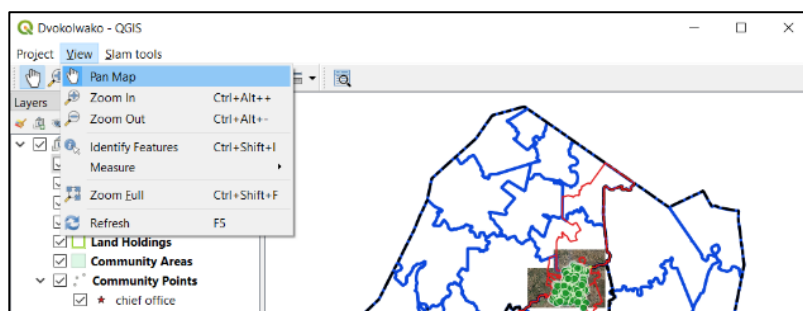 Dvokolwako - QGIS
Project View Slam tools
Pan Map
Layers
Zoom In Ctrl+Alt++
Zoom Out Ctrl+Alt+-
Identify Features Ctrl+Shift+I
Measure
Zoom Full Ctrl+Shift+F
Refresh F5
Land Holdings
Community Areas
Community Points
chief office